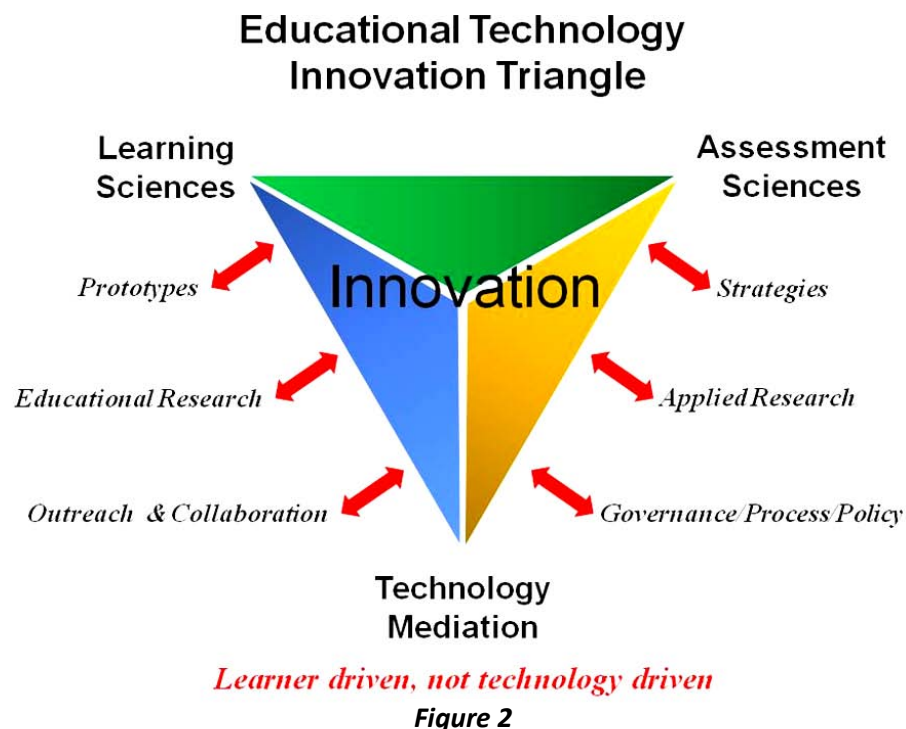 Educational Technology
Innovation Triangle
Learning
Sciences
Assessment
Sciences
Innovation
Prototypes
Strategies
Educational Research
Applied Research
Outreach & Collaboration
Governance/Process/Policy
Technology
Mediation
Learner driven, not technology driven
Figure 2